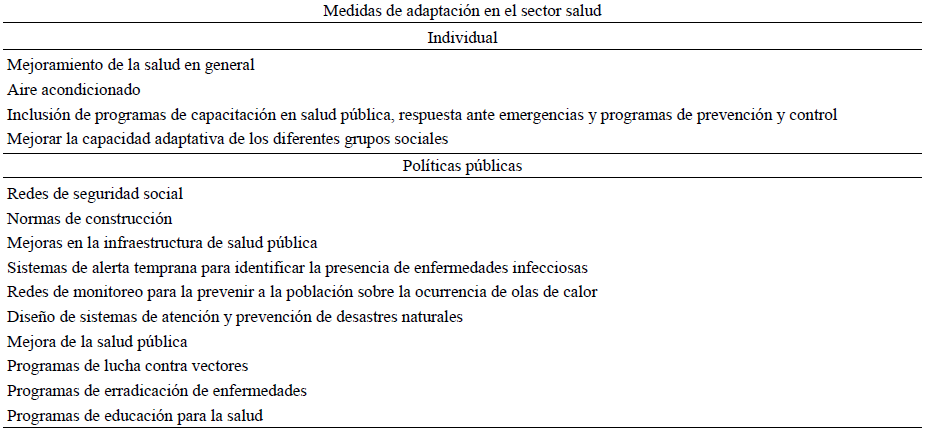 Medidas de adaptación en el sector salud
Individual
Mejoramiento de la salud en general
Aire acondicionado
Inclusión de programas de capacitación en salud pública, respuesta ante emergencias y programas de prevención y control
Mejorar la capacidad adaptativa de los diferentes grupos sociales
Políticas públicas
Redes de seguridad social
Normas de construcción
Mejoras en la infraestructura de salud pública
Sistemas de alerta temprana para identificar la presencia de enfermedades infecciosas
Redes de monitoreo para la prevenir a la población sobre la ocurrencia de olas de calor
Diseño de sistemas de atención y prevención de desastres naturales
Mejora de la salud pública
Programas de lucha contra vectores
Programas de erradicación de enfermedades
Programas de educación para la salud